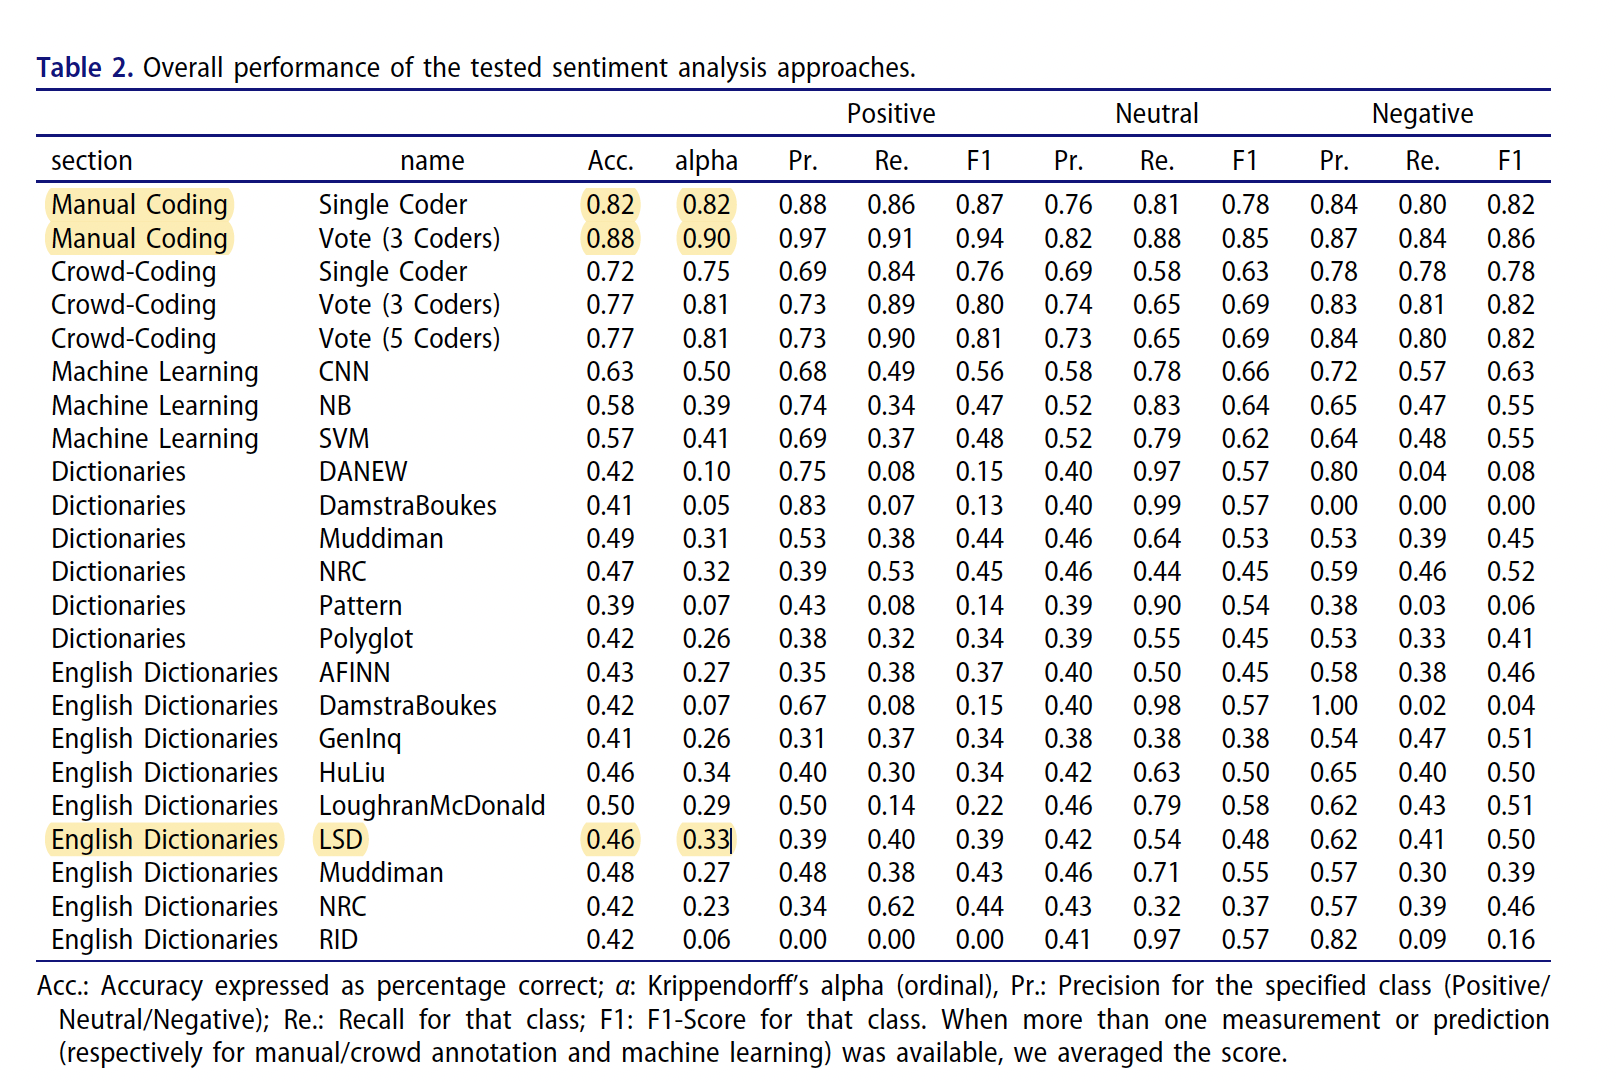 Table 2. Overall performance of the tested sentiment analysis approaches.
Positive Neutral Negative
section name Acc. alpha Pr. Re. F1 Pr. Re. F1 Pr. Re. F1
Manual Coding Single Coder 0.82 0.82 0.88 0.86 0.87 0.76 0.81 0.78 0.84 0.80 0.82
Manual Coding Vote (3 Coders) 0.88 0.90 0.97 0.91 0.94 0.82 0.88 0.85 0.87 0.84 0.86
Crowd-Coding Single Coder 0.72 0.75 0.69 0.84 0.76 0.69 0.58 0.63 0.78 0.78 0.78
Crowd-Coding Vote (3 Coders) 0.77 0.81 0.73 0.89 0.80 0.74 0.65 0.69 0.83 0.81 0.82
Crowd-Coding Vote (5 Coders) 0.77 0.81 0.73 0.90 0.81 0.73 0.65 0.69 0.84 0.80 0.82
Machine Learning CNN 0.63 0.50 0.68 0.49 0.56 0.58 0.78 0.66 0.72 0.57 0.63
Machine Learning NB 0.58 0.39 0.74 0.34 0.47 0.52 0.83 0.64 0.65 0.47 0.55
Machine Learning SVM 0.57 0.41 0.69 0.37 0.48 0.52 0.79 0.62 0.64 0.48 0.55
Dictionaries DANEW 0.42 0.10 0.75 0.08 0.15 0.40 0.97 0.57 0.80 0.04 0.08
Dictionaries DamstraBoukes 0.41 0.05 0.83 0.07 0.13 0.40 0.99 0.57 0.00 0.00 0.00
Dictionaries Muddiman 0.49 0.31 0.53 0.38 0.44 0.46 0.64 0.53 0.53 0.39 0.45
Dictionaries NRC 0.47 0.32 0.39 0.53 0.45 0.46 0.44 0.45 0.59 0.46 0.52
Dictionaries Pattern 0.39 0.07 0.43 0.08 0.14 0.39 0.90 0.54 0.38 0.03 0.06
Dictionaries Polyglot 0.42 0.26 0.38 0.32 0.34 0.39 0.55 0.45 0.53 0.33 0.41
English Dictionaries AFINN 0.43 0.27 0.35 0.38 0.37 0.40 0.50 0.45 0.58 0.38 0.46
English Dictionaries DamstraBoukes 0.42 0.07 0.67 0.08 0.15 0.40 0.98 0.57 1.00 0.02 0.04
English Dictionaries GenInq 0.41 0.26 0.31 0.37 0.34 0.38 0.38 0.38 0.54 0.47 0.51
English Dictionaries HuLiu 0.46 0.34 0.40 0.30 0.34 0.42 0.63 0.50 0.65 0.40 0.50
English Dictionaries LoughranMcDonald 0.50 0.29 0.50 0.14 0.22 0.46 0.79 0.58 0.62 0.43 0.51
English Dictionaries LSD 0.46 0.33 0.39 0.40 0.39 0.42 0.54 0.48 0.62 0.41 0.50
English Dictionaries Muddiman 0.48 0.27 0.48 0.38 0.43 0.46 0.71 0.55 0.57 0.30 0.39
English Dictionaries NRC 0.42 0.23 0.34 0.62 0.44 0.43 0.32 0.37 0.57 0.39 0.46
English Dictionaries RID 0.42 0.06 0.00 0.00 0.00 0.41 0.97 0.57 0.82 0.09 0.16
Acc.: Accuracy expressed as percentage correct; α: Krippendorff's alpha (ordinal), Pr.: Precision for the specified class (Positive/
Neutral/Negative); Re.: Recall for that class; F1: F1-Score for that class. When more than one measurement or prediction
(respectively for manual/crowd annotation and machine learning) was available, we averaged the score.